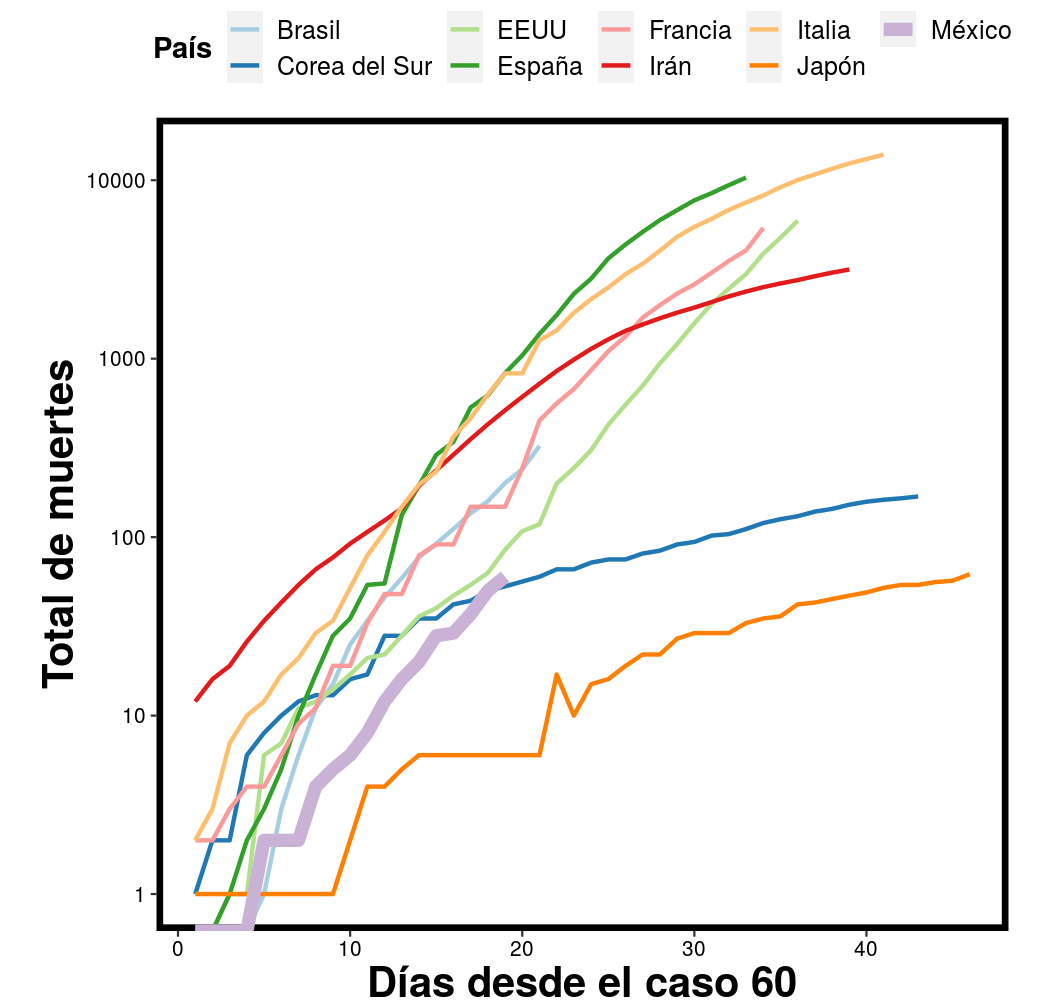 País Brasil EEUU Francia Italia México
Corea del Sur España Irán Japón
10000
1000
100
10
1
Total de muertes
0 10 20 30 40
Días desde el caso 60